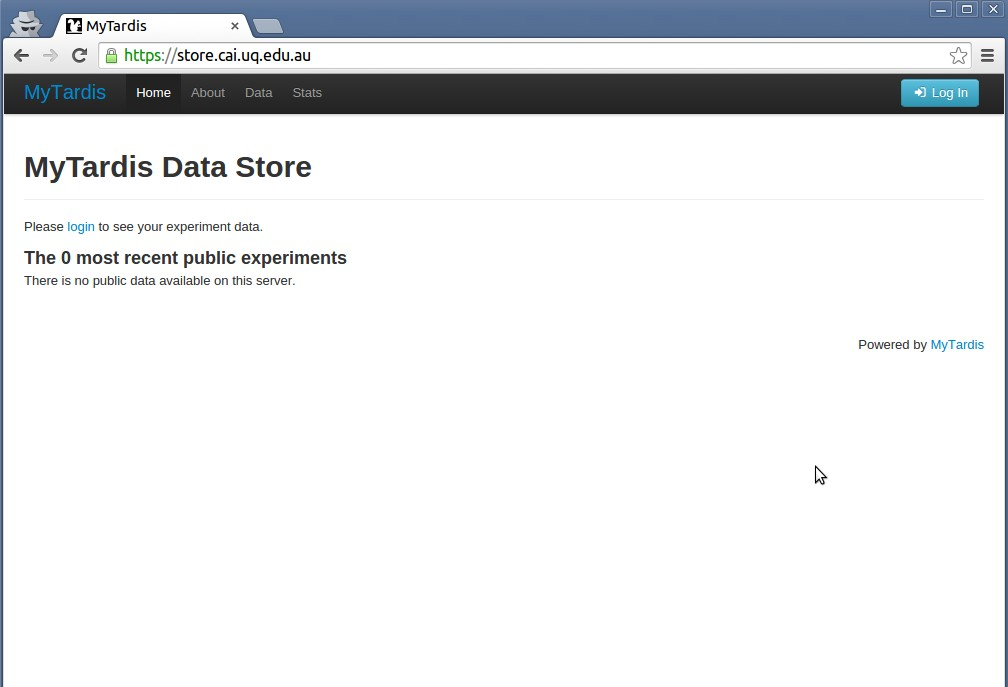 MyTardis
https://store.cai.uq.edu.au
MyTardis Home About Data Stats Log In
MyTardis Data Store
Please login to see your experiment data.
The 0 most recent public experiments
There is no public data available on this server.
Powered by MyTardis